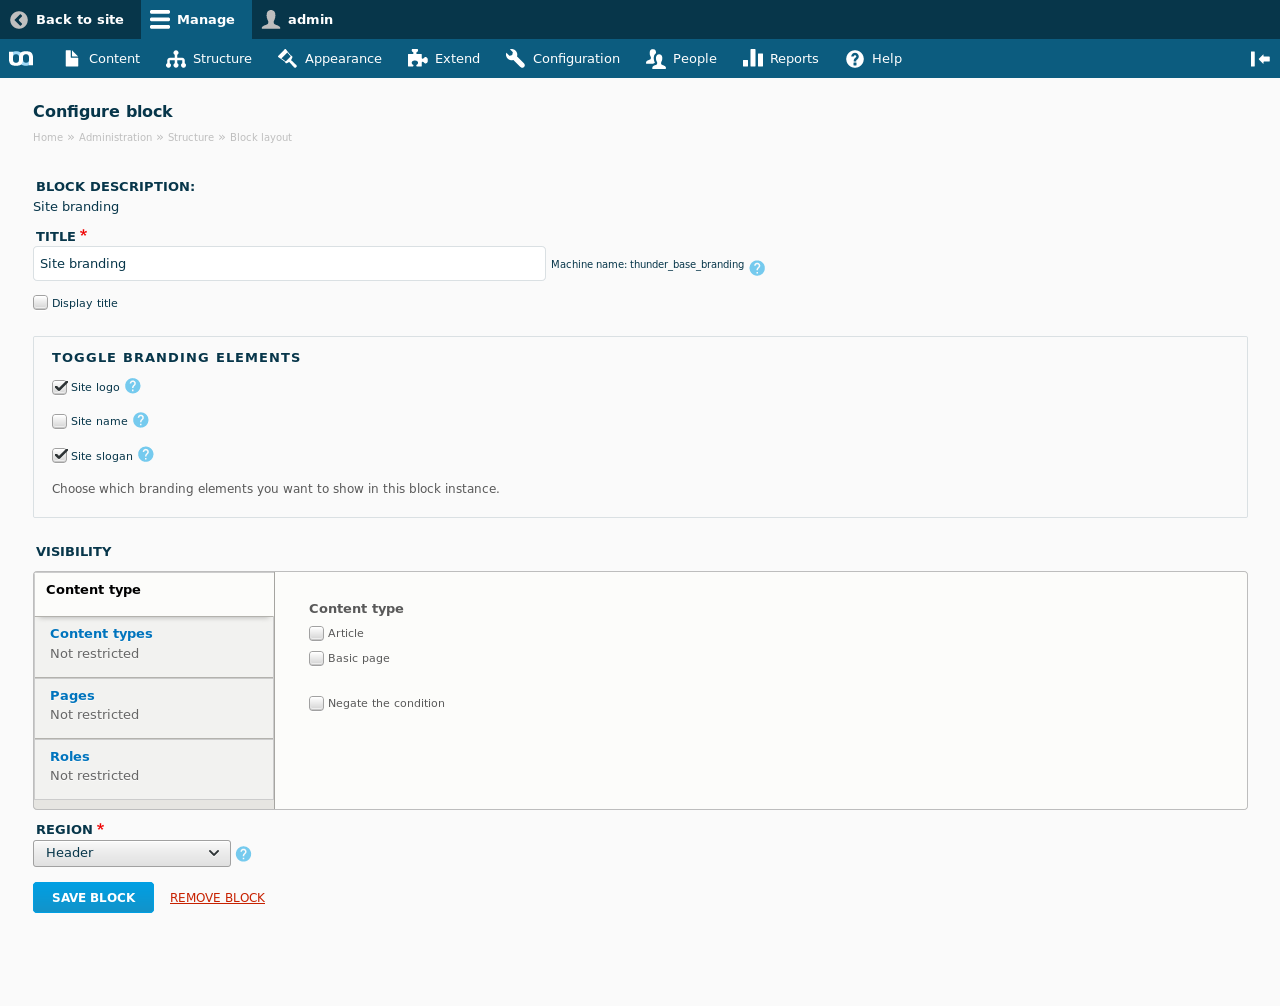 Back to site Manage admin
Content Structure Appearance Extend Configuration People Reports Help
Configure block
Home » Administration » Structure » Block layout
BLOCK DESCRIPTION:
Site branding
TITLE *
Site branding Machine name: thunder_base_branding ?
Display title
TOGGLE BRANDING ELEMENTS
Site logo ?
Site name ?
Site slogan ?
Choose which branding elements you want to show in this block instance.
VISIBILITY
Content type
Content types
Not restricted
Pages
Not restricted
Roles
Not restricted
Content type
Article
Basic page
Negate the condition
REGION *
Header ?
SAVE BLOCK REMOVE BLOCK